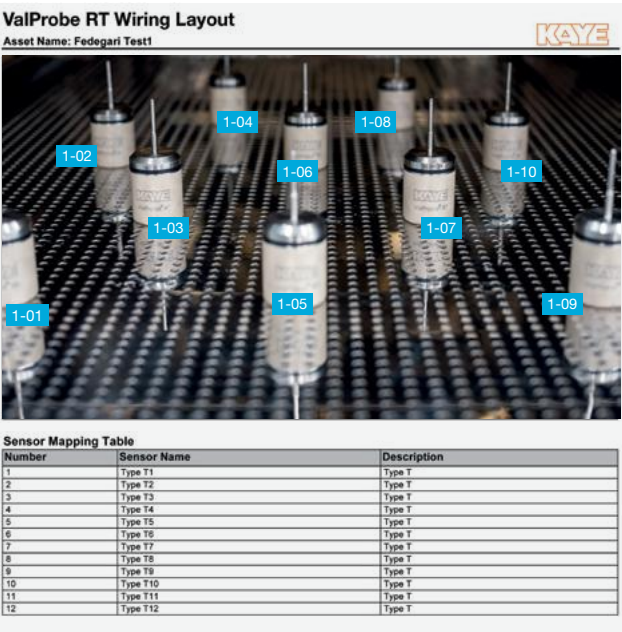 ValProbe RT Wiring Layout
Asset Name: Fedegari Test1
KAYE
1-04
1-08
1-02
1-06
1-10
KAYE
KAYE
1-03
1-07
KAYE
1-01
1-05
1-09
Sensor Mapping Table
Number Sensor Name Description
1 Type T1 Type T
2 Type T2 Type T
3 Type T3 Type T
4 Type T4 Type T
5 Type T5 Type T
6 Type T6 Type T
7 Type T7 Type T
8 Type T8 Type T
9 Type T9 Type T
10 Type T10 Type T
11 Type T11 Type T
12 Type T12 Type T